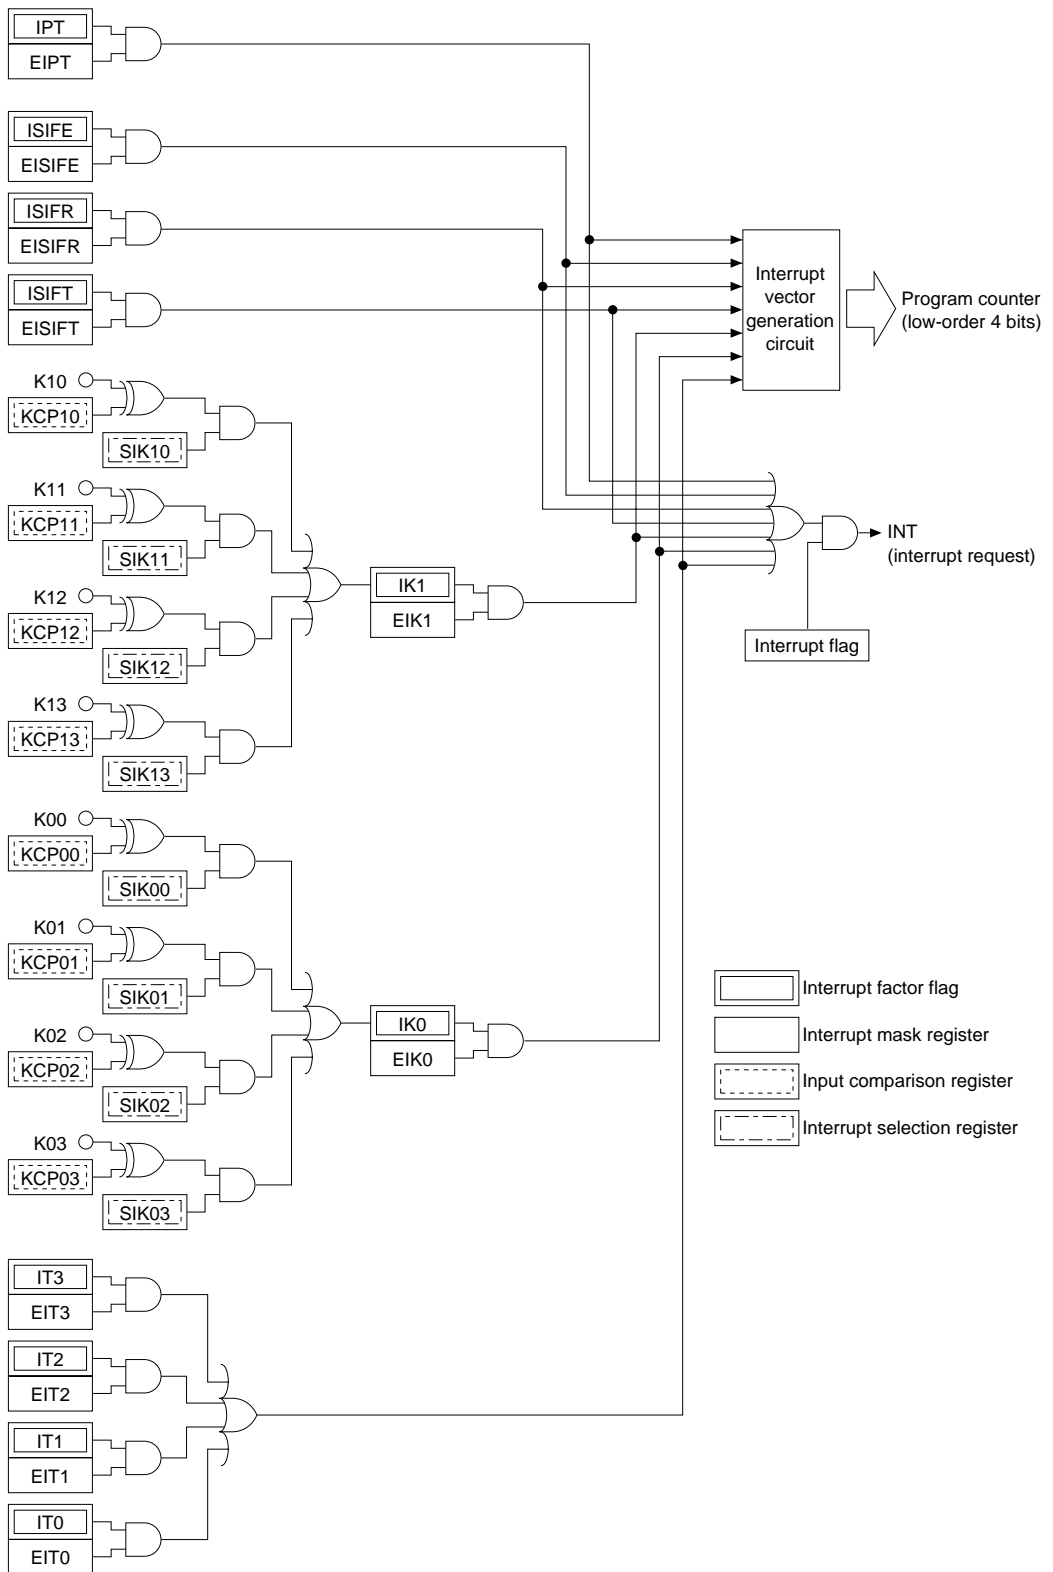 IPT
EIPT
ISIFE
EISIFE
ISIFR
EISIFR
ISIFT
EISIFT
Interrupt
vector
generation
circuit
Program counter
(low-order 4 bits)
K10
KCP10
SIK10
K11
KCP11
SIK11
K12
KCP12
SIK12
K13
KCP13
SIK13
IK1
EIK1
INT
(interrupt request)
Interrupt flag
K00
KCP00
SIK00
K01
KCP01
SIK01
K02
KCP02
SIK02
K03
KCP03
SIK03
IK0
EIK0
Interrupt factor flag
Interrupt mask register
Input comparison register
Interrupt selection register
IT3
EIT3
IT2
EIT2
IT1
EIT1
IT0
EIT0